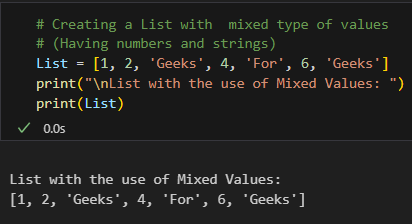 # Creating a List with  mixed type of values
# (Having numbers and strings)
List = [1, 2, 'Geeks', 4, 'For', 6, 'Geeks']
print("\nList with the use of Mixed Values: ")
print(List)
✓ 0.0s
List with the use of Mixed Values:
[1, 2, 'Geeks', 4, 'For', 6, 'Geeks']